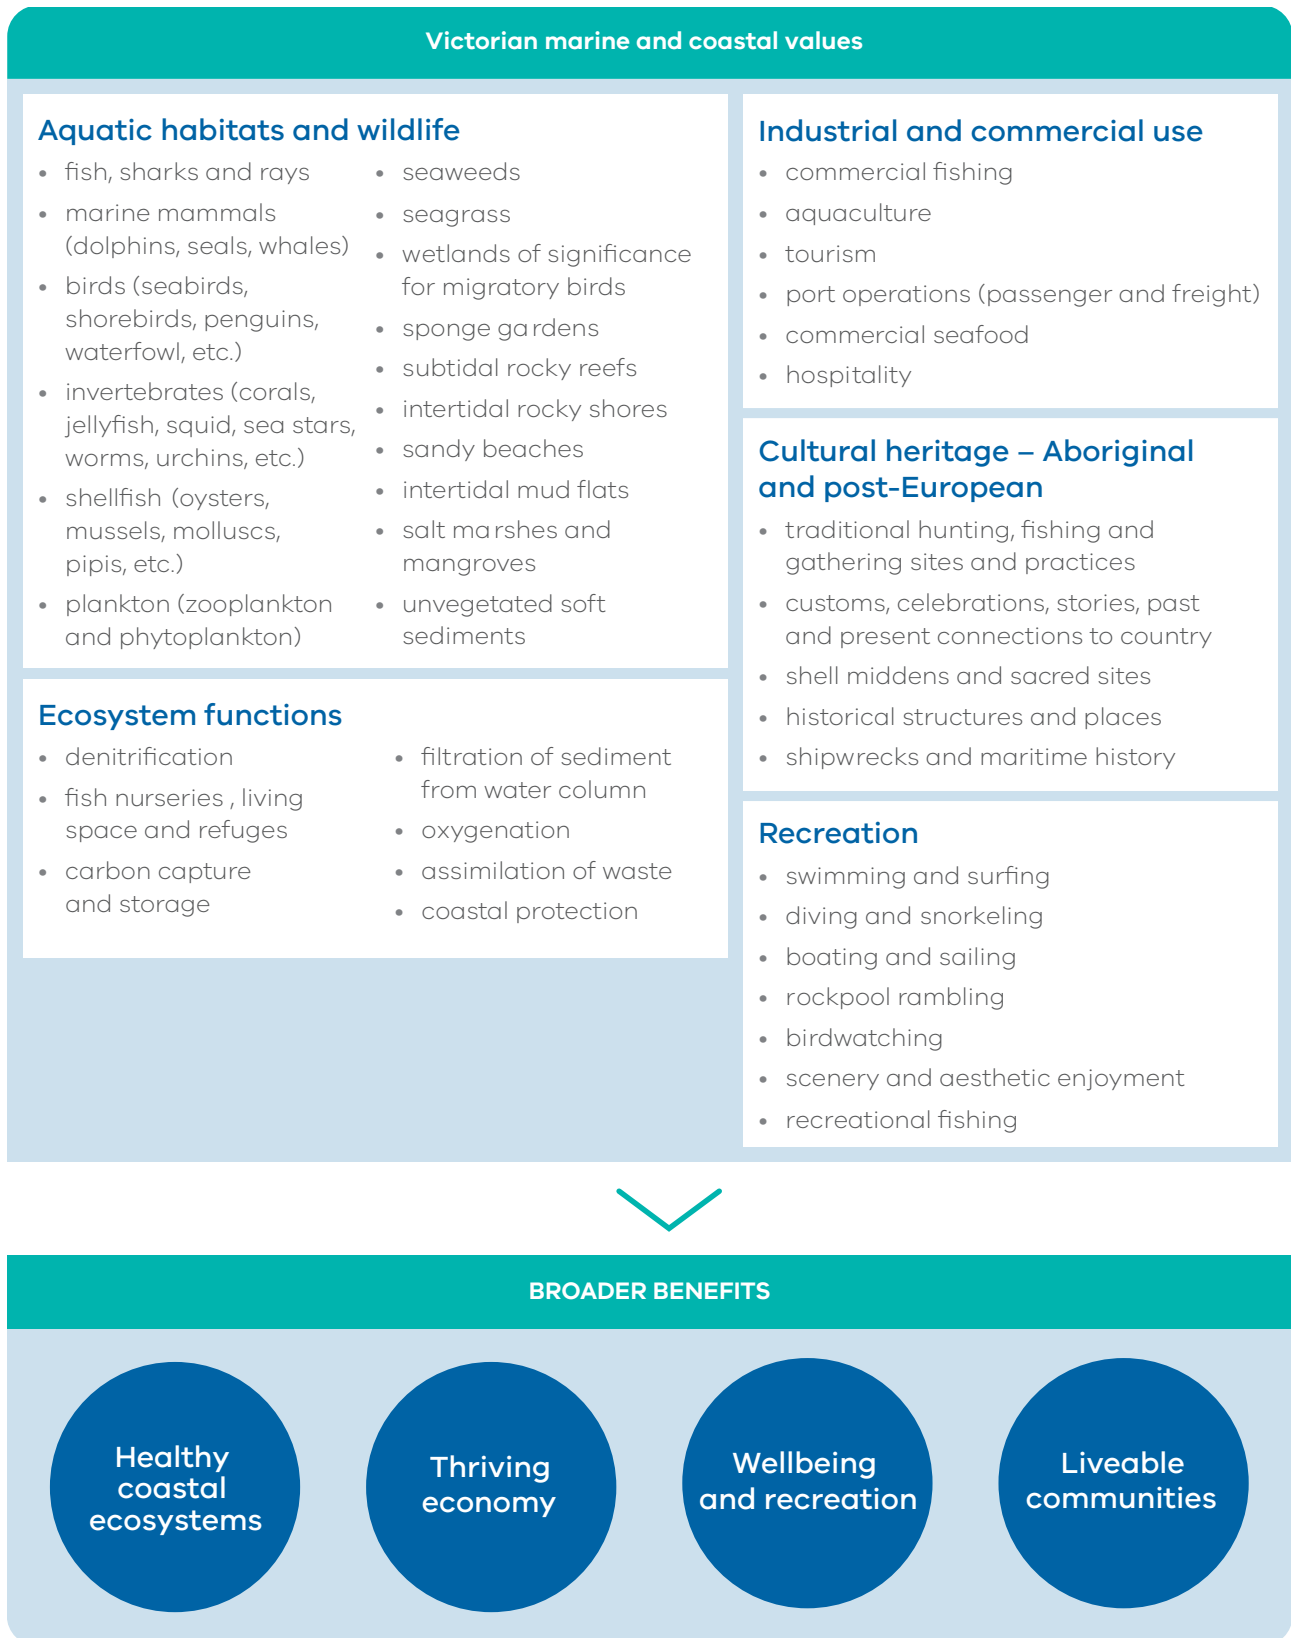 Victorian marine and coastal values
Aquatic habitats and wildlife
• fish, sharks and rays
• marine mammals
(dolphins, seals, whales)
• birds (seabirds,
shorebirds, penguins,
waterfowl, etc.)
• invertebrates (corals,
jellyfish, squid, sea stars,
worms, urchins, etc.)
• shellfish (oysters,
mussels, molluscs,
pipis, etc.)
• plankton (zooplankton
and phytoplankton)
• seaweeds
• seagrass
• wetlands of significance
for migratory birds
• sponge gardens
• subtidal rocky reefs
• intertidal rocky shores
• sandy beaches
• intertidal mud flats
• salt marshes and
mangroves
• unvegetated soft
sediments
Ecosystem functions
• denitrification
• fish nurseries , living
space and refuges
• carbon capture
and storage
• filtration of sediment
from water column
• oxygenation
• assimilation of waste
• coastal protection
Industrial and commercial use
• commercial fishing
• aquaculture
• tourism
• port operations (passenger and freight)
• commercial seafood
• hospitality
Cultural heritage – Aboriginal
and post-European
• traditional hunting, fishing and
gathering sites and practices
• customs, celebrations, stories, past
and present connections to country
• shell middens and sacred sites
• historical structures and places
• shipwrecks and maritime history
Recreation
• swimming and surfing
• diving and snorkeling
• boating and sailing
• rockpool rambling
• birdwatching
• scenery and aesthetic enjoyment
• recreational fishing
BROADER BENEFITS
Healthy
coastal
ecosystems
Thriving
economy
Wellbeing
and recreation
Liveable
communities